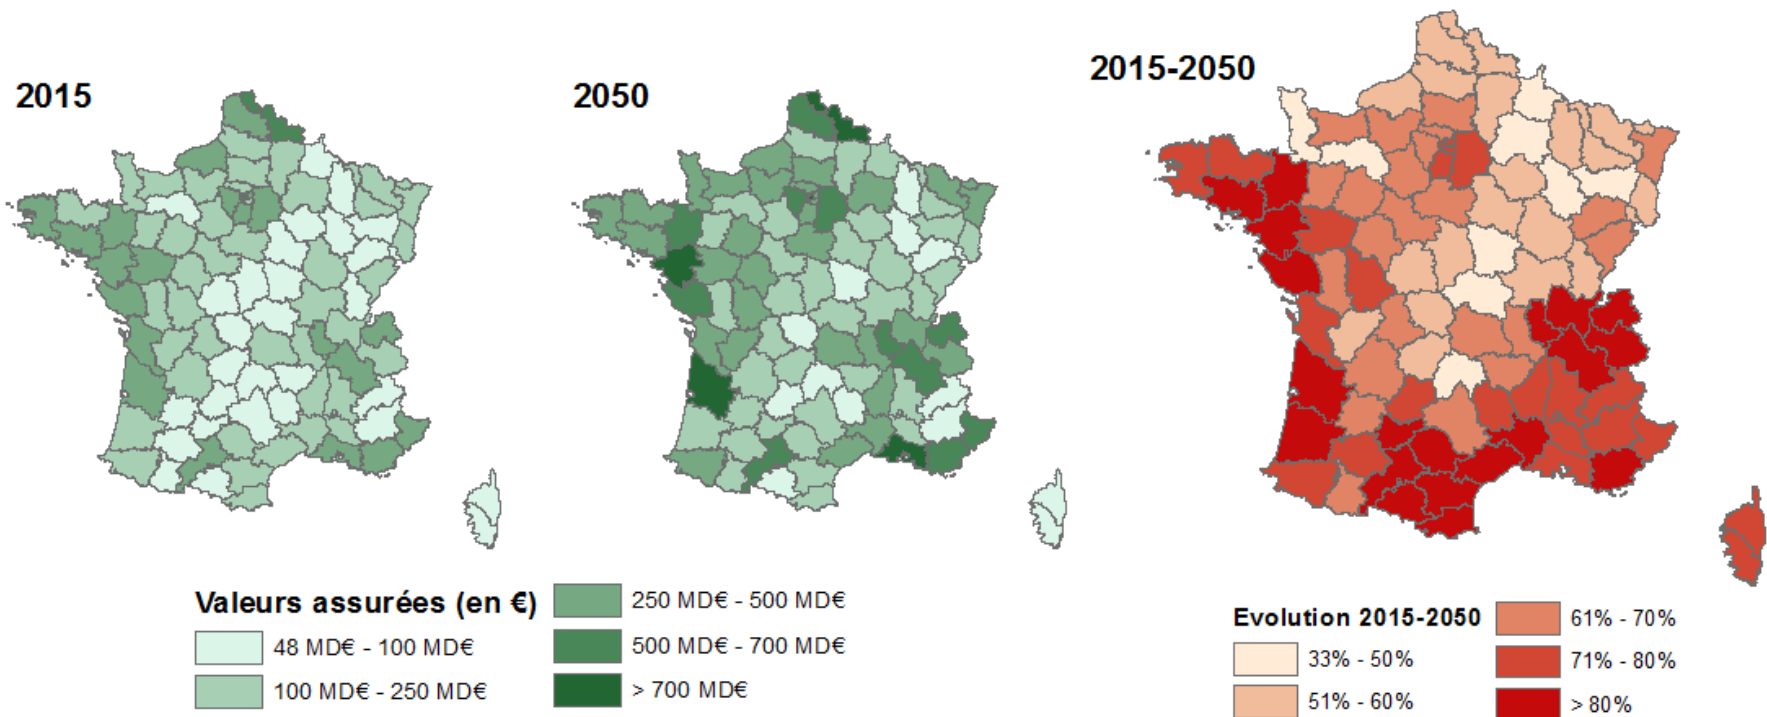 2015
2050
2015-2050
Valeurs assurées (en €)
48 MD€ - 100 MD€
100 MD€ - 250 MD€
250 MD€ - 500 MD€
500 MD€ - 700 MD€
> 700 MD€
Evolution 2015-2050
33% - 50%
51% - 60%
61% - 70%
71% - 80%
> 80%